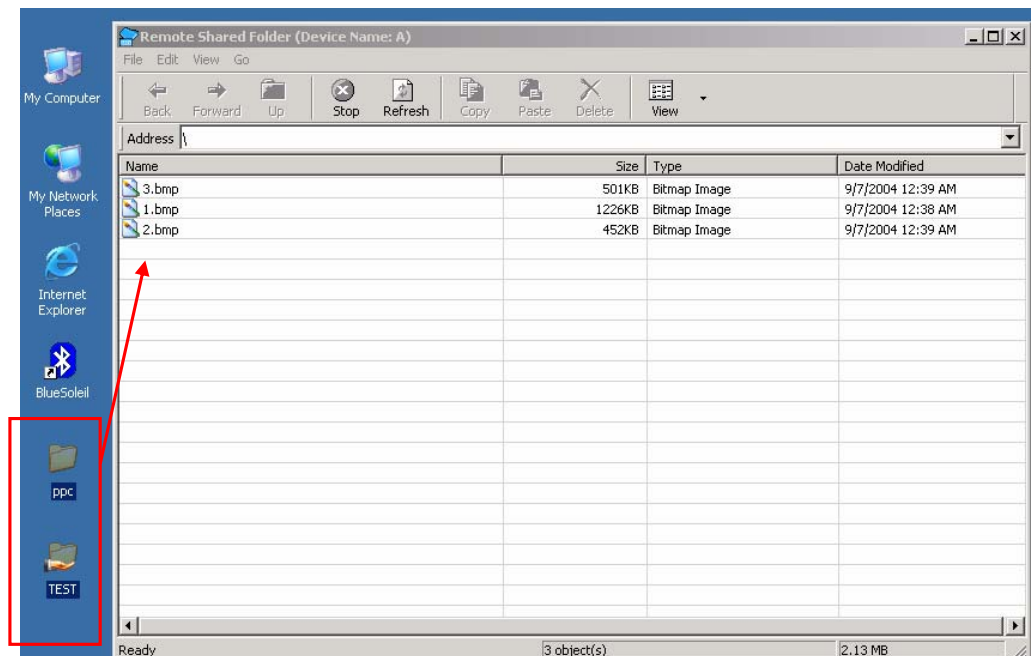 Remote Shared Folder (Device Name: A)
File Edit View Go
Back Forward Up Stop Refresh Copy Paste Delete View
Address \
Name Size Type Date Modified
3.bmp 501KB Bitmap Image 9/7/2004 12:39 AM
1.bmp 1226KB Bitmap Image 9/7/2004 12:38 AM
2.bmp 452KB Bitmap Image 9/7/2004 12:39 AM
Ready 3 object(s) 2.13 MB
My Computer
My Network
Places
Internet
Explorer
BlueSoleil
ppc
TEST